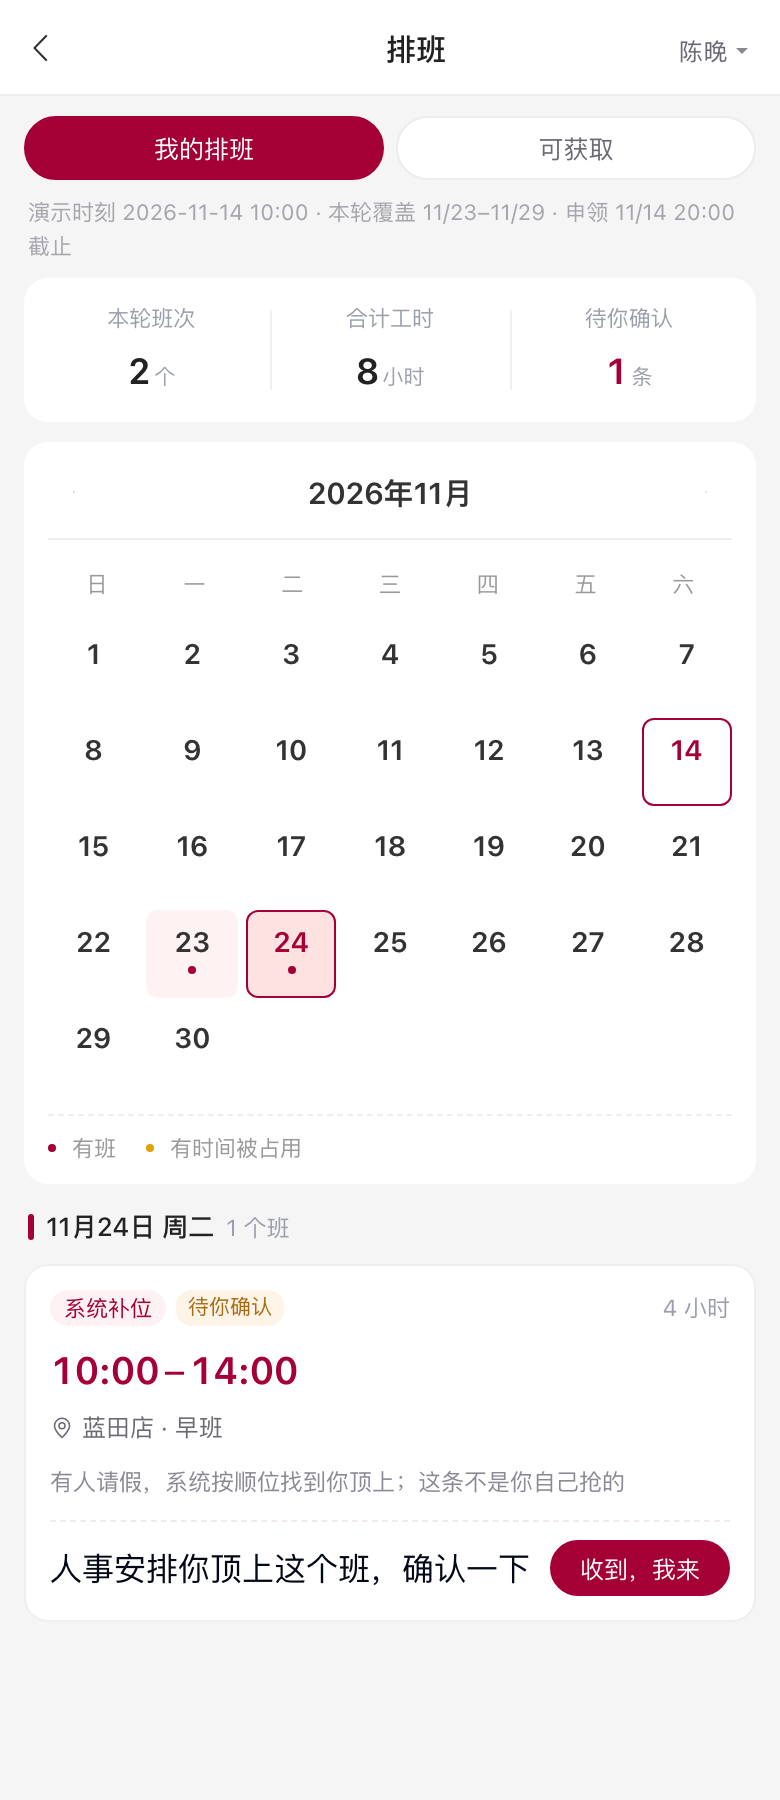 排班
陈晚
我的排班
可获取
演示时刻 2026-11-14 10:00 · 本轮覆盖 11/23–11/29 · 申领 11/14 20:00
截止
本轮班次
合计工时
待你确认
2个
8小时
1条
2026年11月
日 一 二 三 四 五 六
1 2 3 4 5 6 7
8 9 10 11 12 13 14
15 16 17 18 19 20 21
22 23 24 25 26 27 28
29 30
有班 有时间被占用
11月24日 周二 1 个班
系统补位 待你确认 4 小时
10:00–14:00
蓝田店 · 早班
有人请假，系统按顺位找到你顶上；这条不是你自己抢的
人事安排你顶上这个班，确认一下
收到，我来